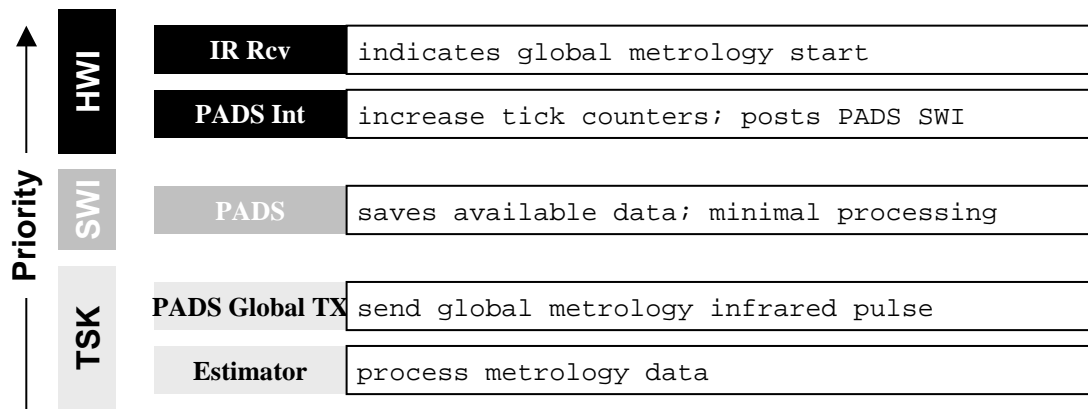 Priority
HWI
IR Rcv indicates global metrology start
PADS Int increase tick counters; posts PADS SWI
SWI
PADS saves available data; minimal processing
TSK
PADS Global TX send global metrology infrared pulse
Estimator process metrology data